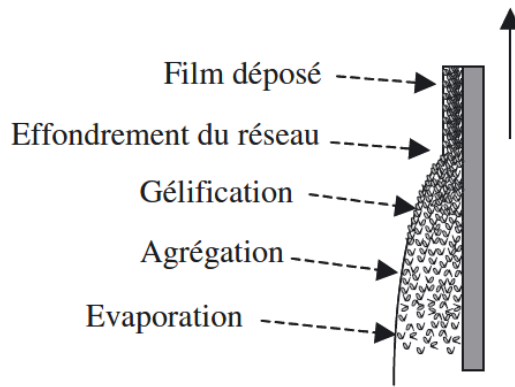 Film déposé
Effondrement du réseau
Gélification
Agrégation
Evaporation